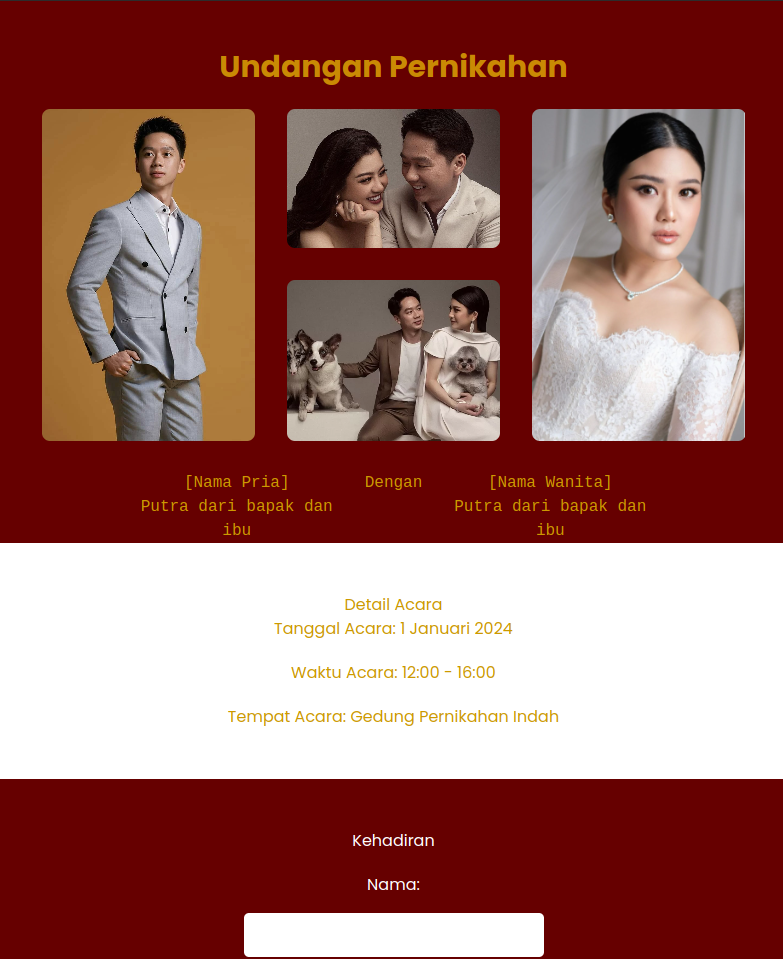 Undangan Pernikahan
[Nama Pria]
Putra dari bapak dan
ibu
Dengan
[Nama Wanita]
Putra dari bapak dan
ibu
Detail Acara
Tanggal Acara: 1 Januari 2024
Waktu Acara: 12:00 - 16:00
Tempat Acara: Gedung Pernikahan Indah
Kehadiran
Nama: